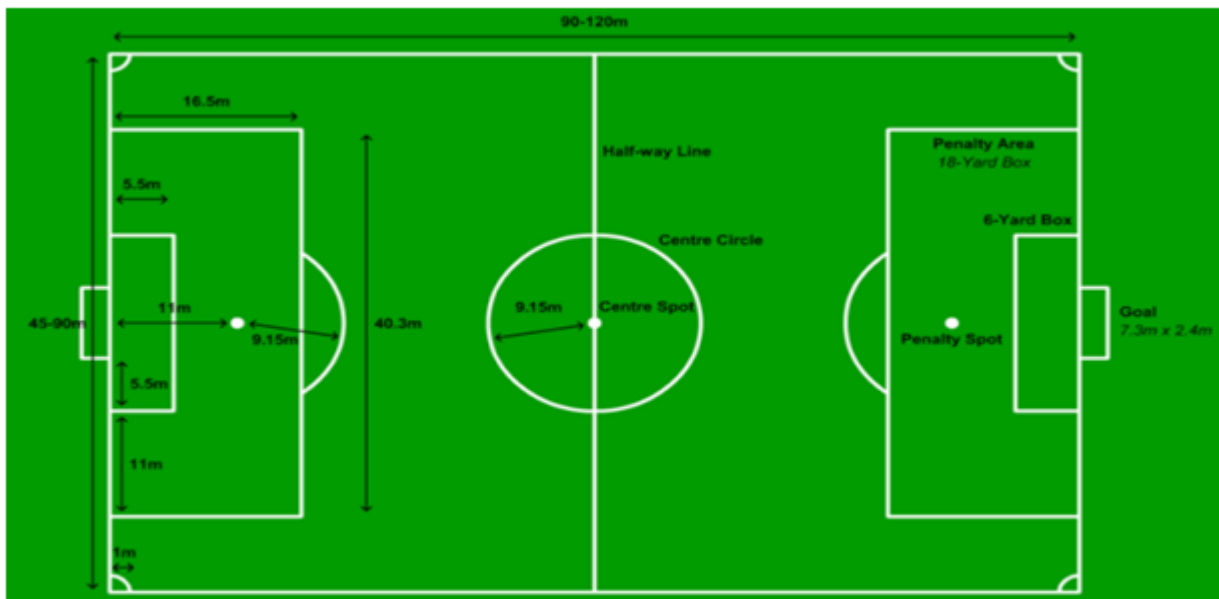 90-120m
16.5m
Half-way Line
Penalty Area
18-Yard Box
5.5m
6-Yard Box
Centre Circle
11m
9.15m
Centre Spot
Goal
45-90m
40.3m
7.3m x 2.4m
9.15m
Penalty Spot
5.5m
11m
1m